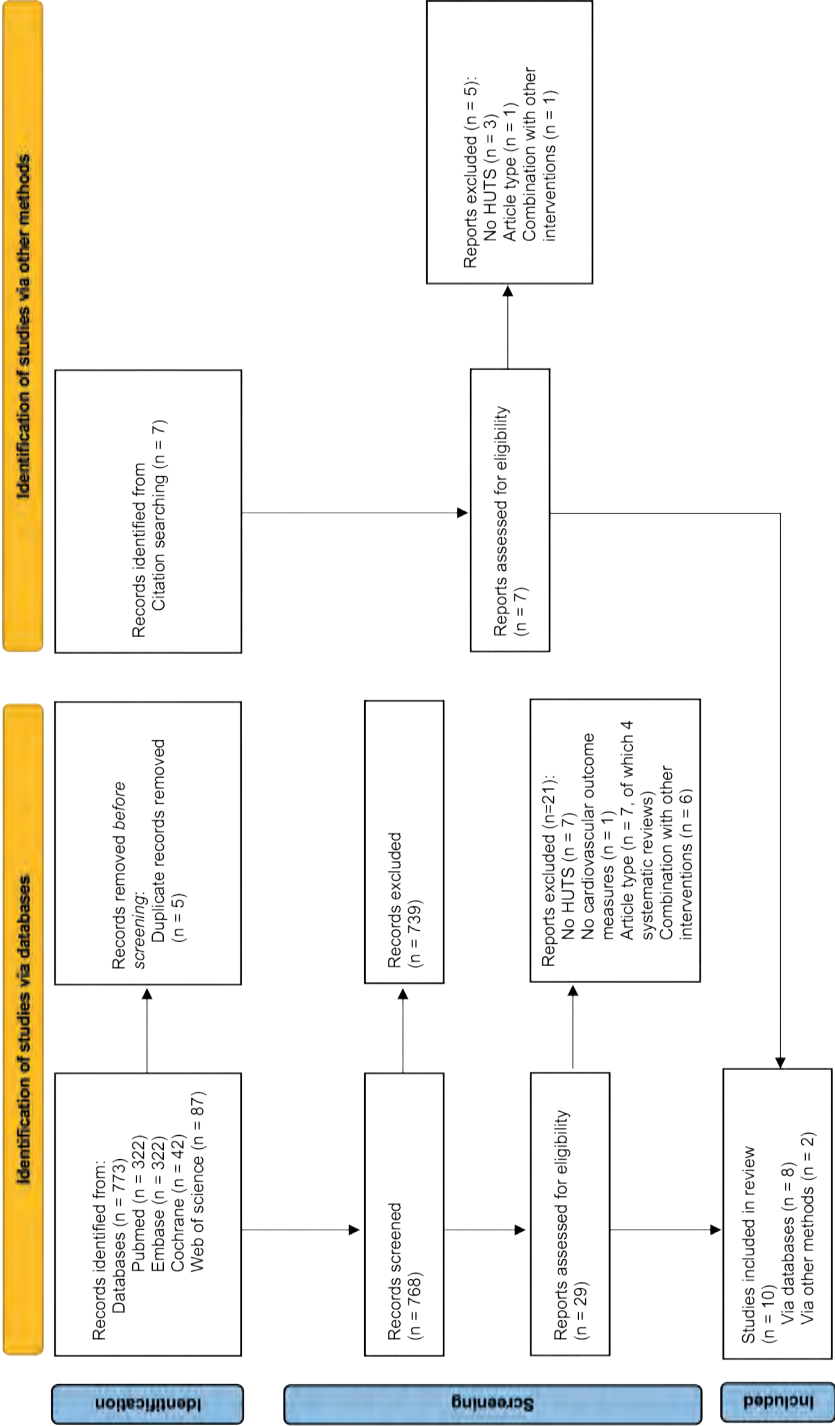 Identification of studies via databases
Identification of studies via other methods
Identification
Records identified from:
Databases (n = 773)
Pubmed (n = 322)
Embase (n = 322)
Cochrane (n = 42)
Web of science (n = 87)
Records removed before
screening:
Duplicate records removed
(n = 5)
Records identified from
Citation searching (n = 7)
Screening
Records screened
(n = 768)
Records excluded
(n = 739)
Reports assessed for eligibility
(n = 29)
Reports excluded (n=21):
No HUTS (n = 7)
No cardiovascular outcome
measures (n = 1)
Article type (n = 7, of which 4
systematic reviews)
Combination with other
interventions (n = 6)
Reports assessed for eligibility
(n = 7)
Reports excluded (n = 5):
No HUTS (n = 3)
Article type (n = 1)
Combination with other
interventions (n = 1)
Included
Studies included in review
(n = 10)
Via databases (n = 8)
Via other methods (n = 2)